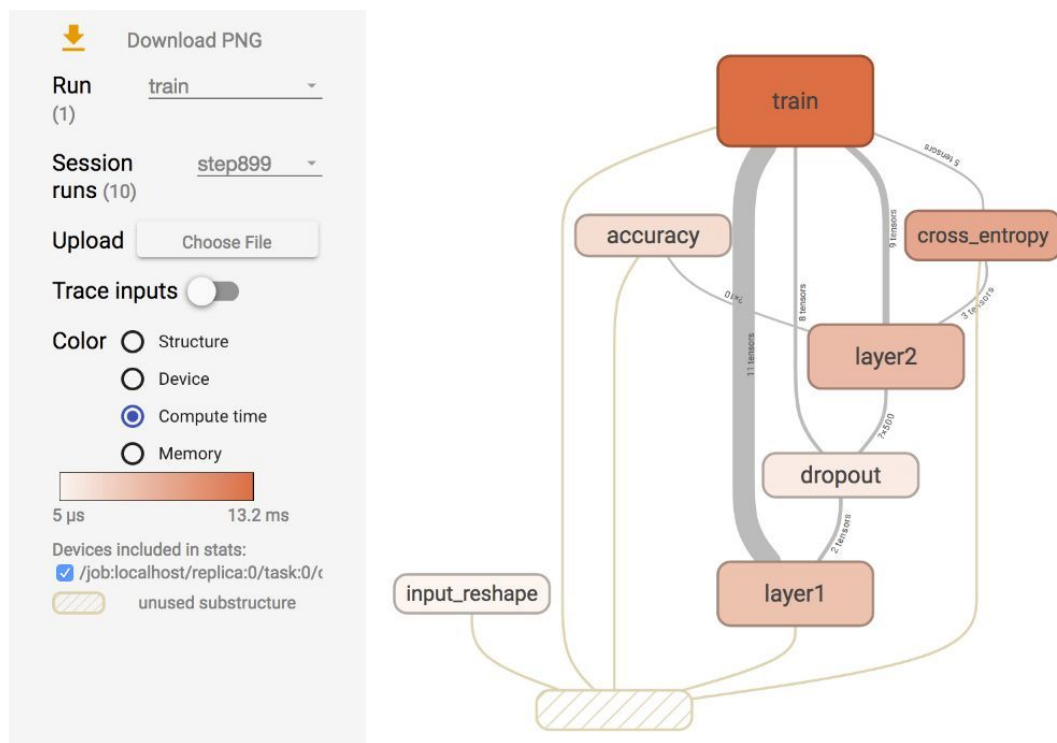 Download PNG
Run
(1)
train
Session
runs (10)
step899
Upload
Choose File
Trace inputs
Color
Structure
Device
Compute time
Memory
5 µs
13.2 ms
Devices included in stats:
/job:localhost/replica:0/task:0/c
unused substructure
train
5 tensors
accuracy
9 tensors
cross_entropy
?×10
8 tensors
3 tensors
layer2
11 tensors
?×500
dropout
2 tensors
input_reshape
layer1